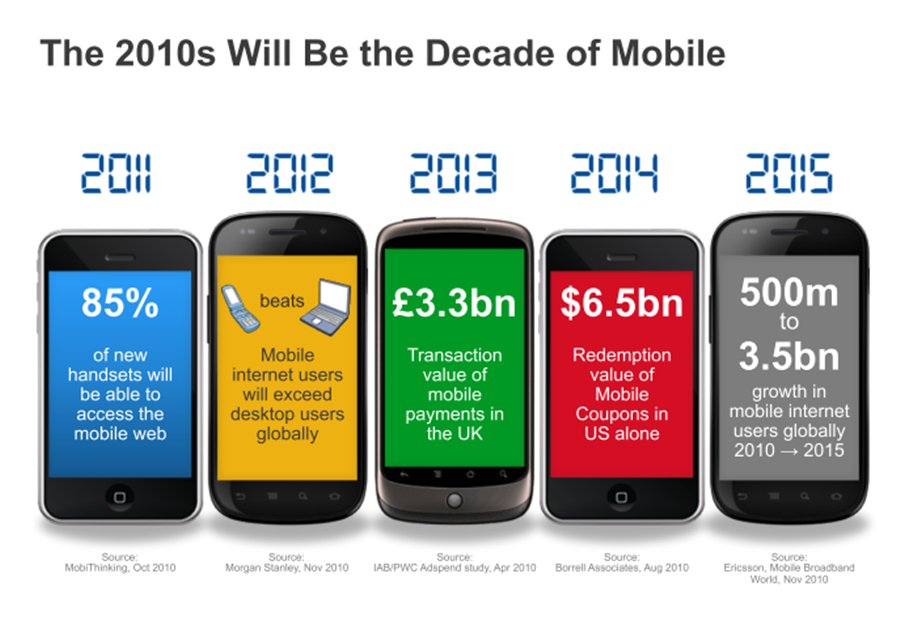 The 2010s Will Be the Decade of Mobile
2011
2012
2013
2014
2015
85%
of new
handsets will
be able to
access the
mobile web
beats
Mobile
internet users
will exceed
desktop users
globally
£3.3bn
Transaction
value of
mobile
payments in
the UK
$6.5bn
Redemption
value of
Mobile
Coupons in
US alone
500m
to
3.5bn
growth in
mobile internet
users globally
2010 → 2015
Source:
MobiThinking, Oct 2010
Source:
Morgan Stanley, Nov 2010
Source:
IAB/PWC Adspend study, Apr 2010
Source:
Borrell Associates, Aug 2010
Source:
Ericsson, Mobile Broadband
World, Nov 2010